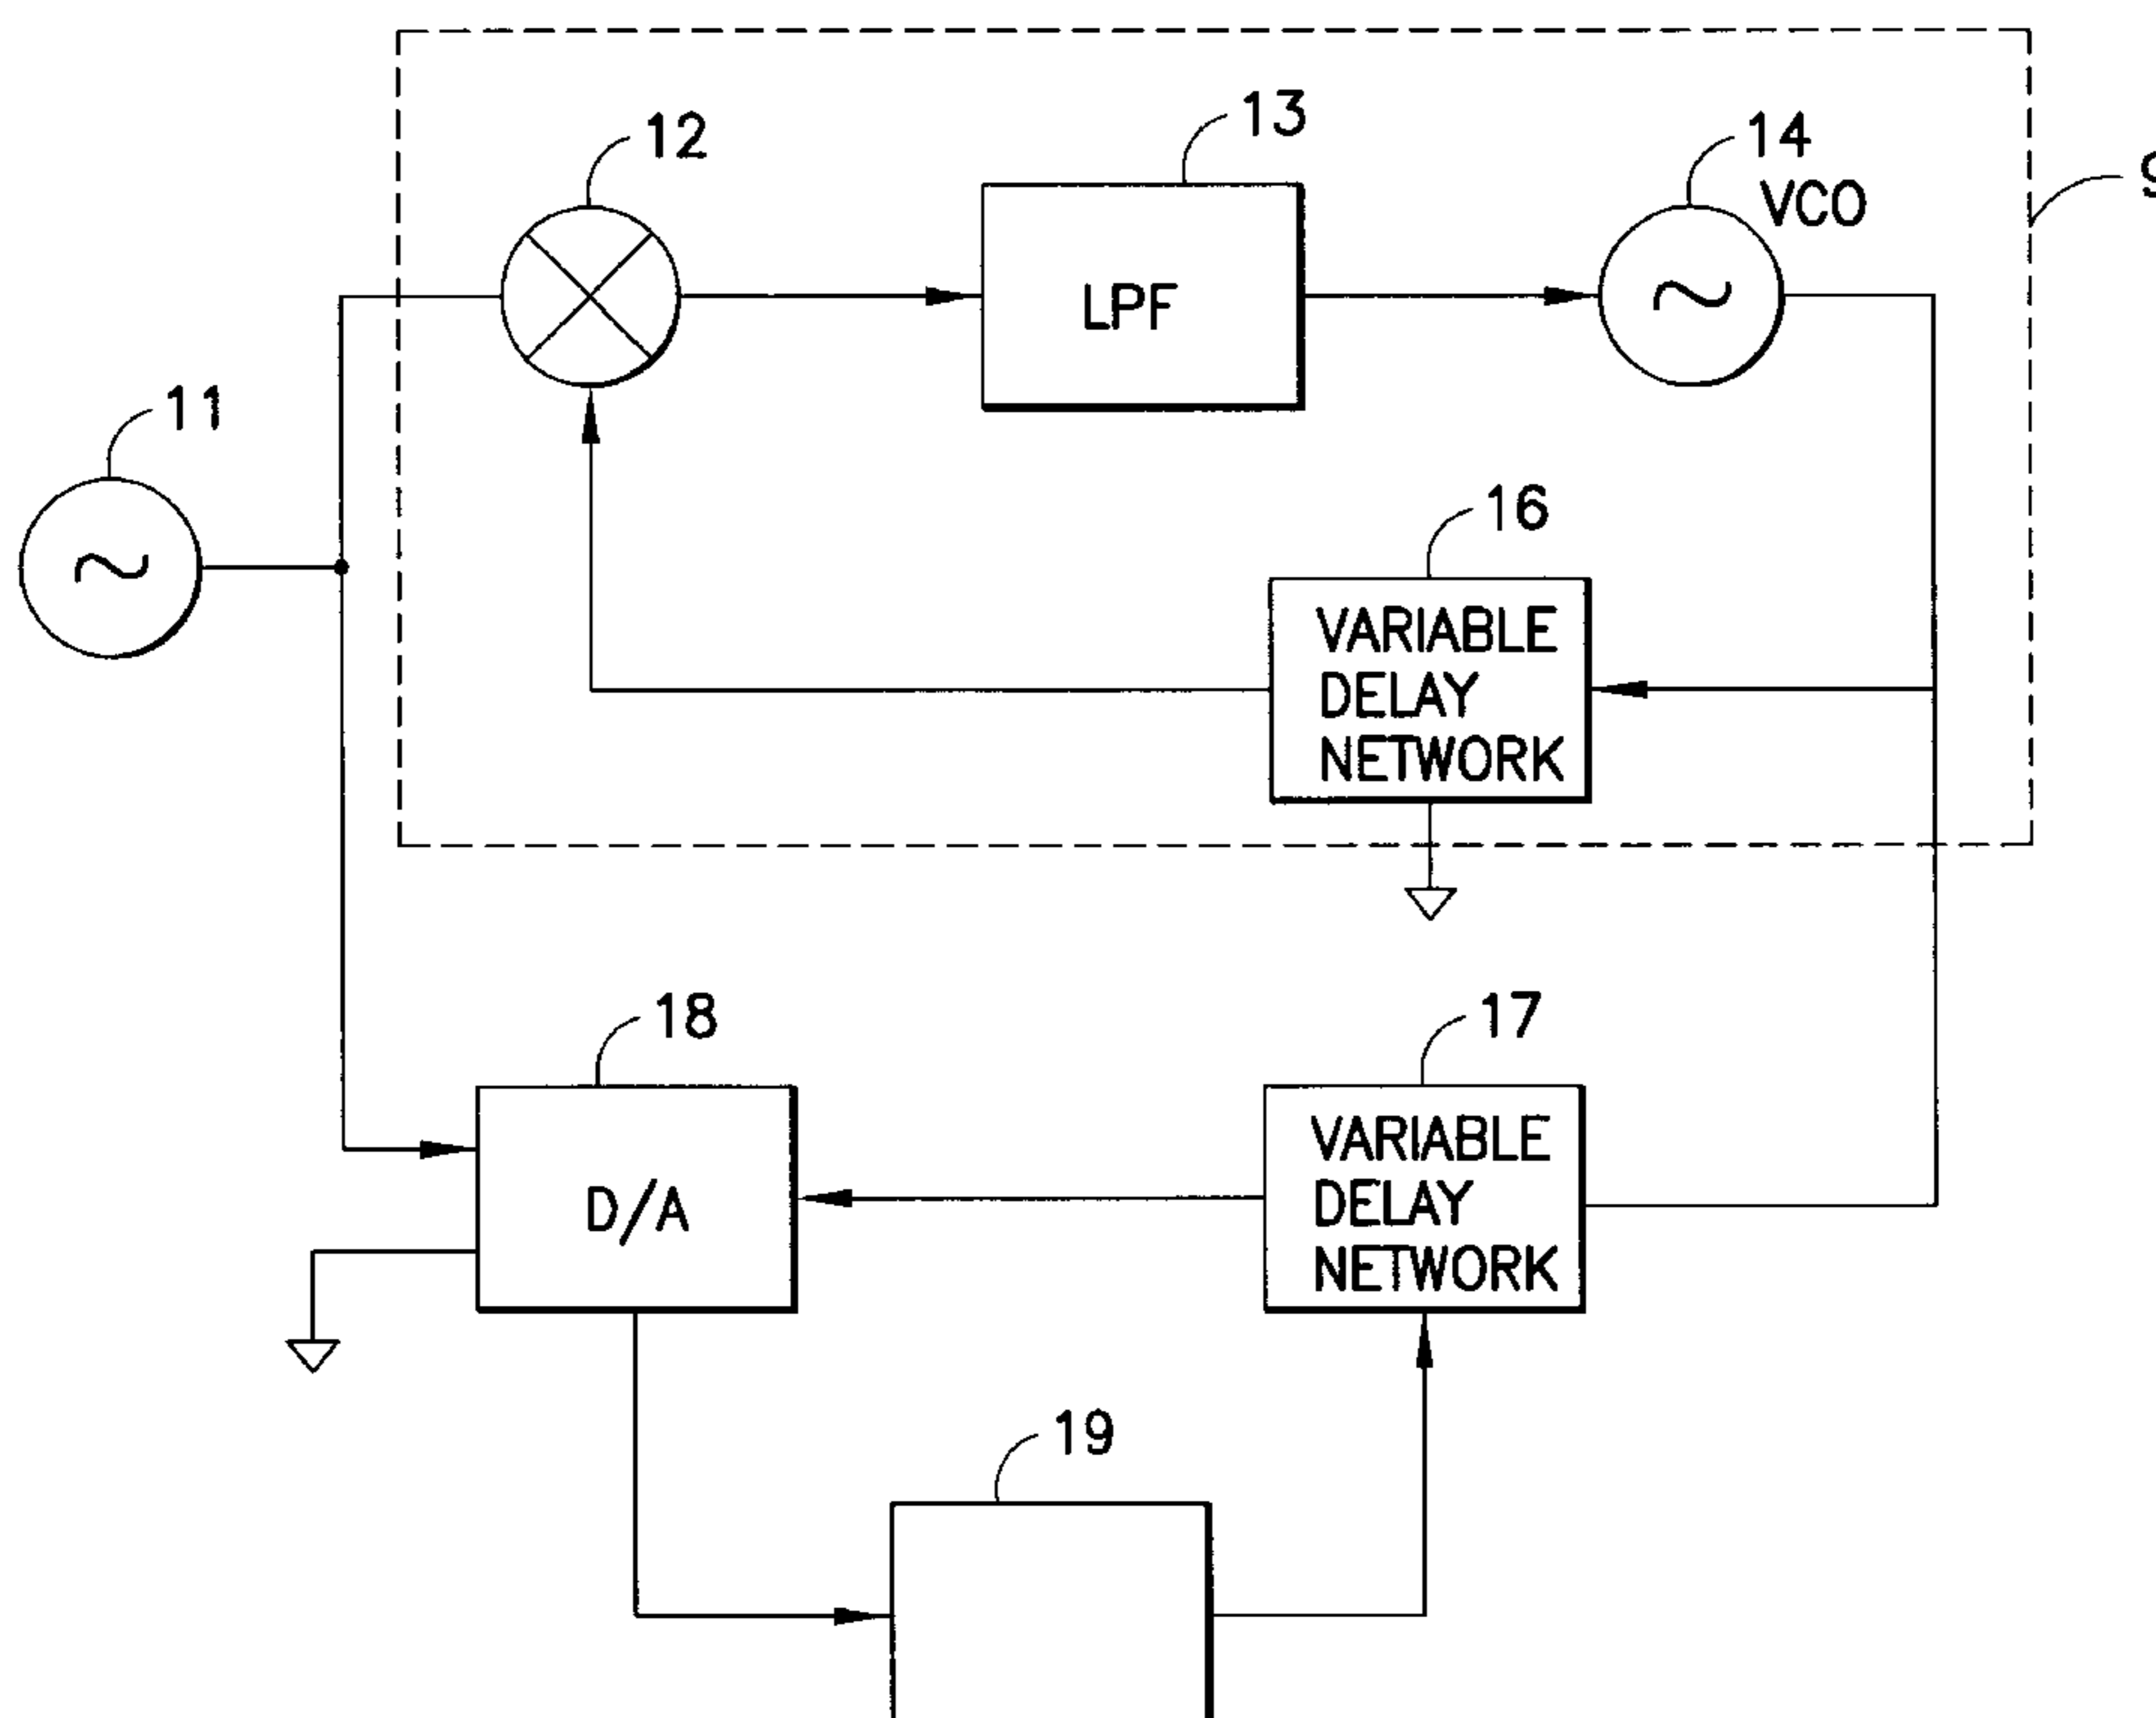 12
13
14
VCO
11
LPF
16
VARIABLE
DELAY
NETWORK
18
17
D/A
VARIABLE
DELAY
NETWORK
19